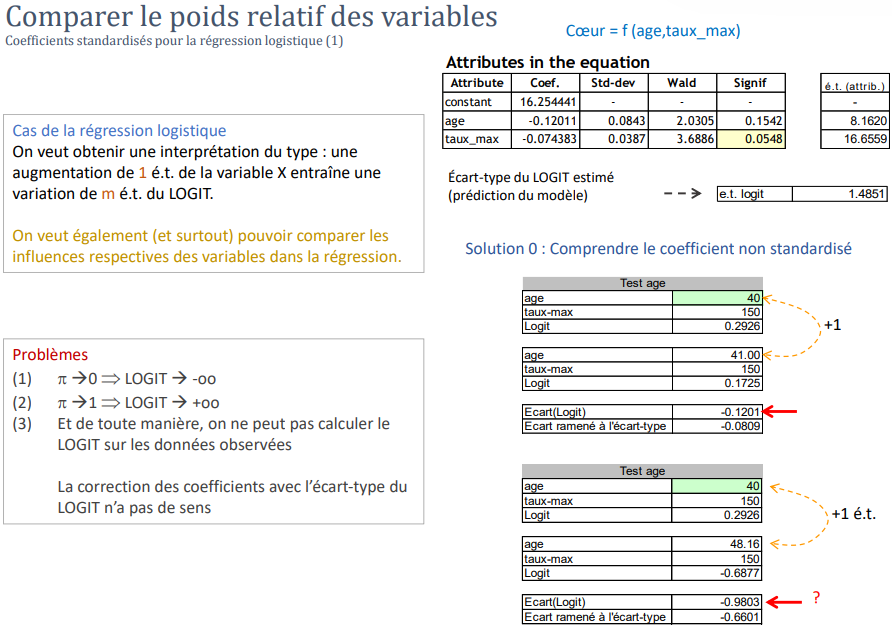 Comparer le poids relatif des variables
Coefficients standardisés pour la régression logistique (1)
Cas de la régression logistique
On veut obtenir une interprétation du type : une
augmentation de 1 é.t. de la variable X entraîne une
variation de m é.t. du LOGIT.
On veut également (et surtout) pouvoir comparer les
influences respectives des variables dans la régression.
Problèmes
(1) π → 0 ⇒ LOGIT → -oo
(2) π → 1 ⇒ LOGIT → +oo
(3) Et de toute manière, on ne peut pas calculer le
LOGIT sur les données observées
La correction des coefficients avec l'écart-type du
LOGIT n'a pas de sens
Cœur = f (age,taux_max)
Attributes in the equation
Attribute Coef. Std-dev Wald Signif é.t. (attrib.)
constant 16.254441 - - - -
age -0.12011 0.0843 2.0305 0.1542 8.1620
taux_max -0.074383 0.0387 3.6886 0.0548 16.6559
Écart-type du LOGIT estimé
(prédiction du modèle)
e.t. logit 1.4851
Solution 0 : Comprendre le coefficient non standardisé
Test age
age 40
taux-max 150
Logit 0.2926
+1
age 41.00
taux-max 150
Logit 0.1725
Ecart(Logit) -0.1201
Ecart ramené à l'écart-type -0.0809
Test age
age 40
taux-max 150
Logit 0.2926
+1 é.t.
age 48.16
taux-max 150
Logit -0.6877
Ecart(Logit) -0.9803 ?
Ecart ramené à l'écart-type -0.6601